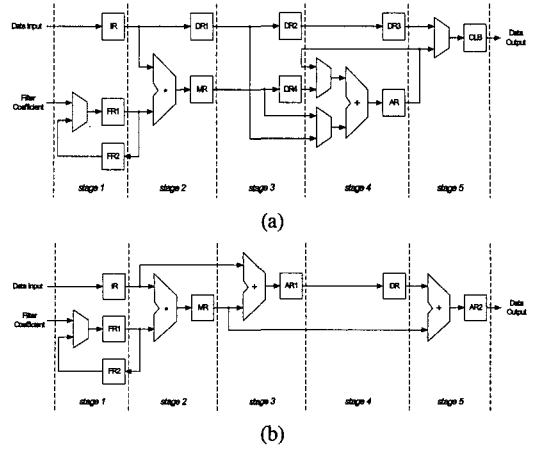 Data Input
IR
DR1
DR2
DR3
CLB
Data
Output
Filter
Coefficient
FR1
*
MR
DR4
+
AR
FR2
stage 1
stage 2
stage 3
stage 4
stage 5
(a)
Data Input
IR
*
MR
+
AR1
DR
+
AR2
Data
Output
Filter
Coefficient
FR1
FR2
stage 1
stage 2
stage 3
stage 4
stage 5
(b)